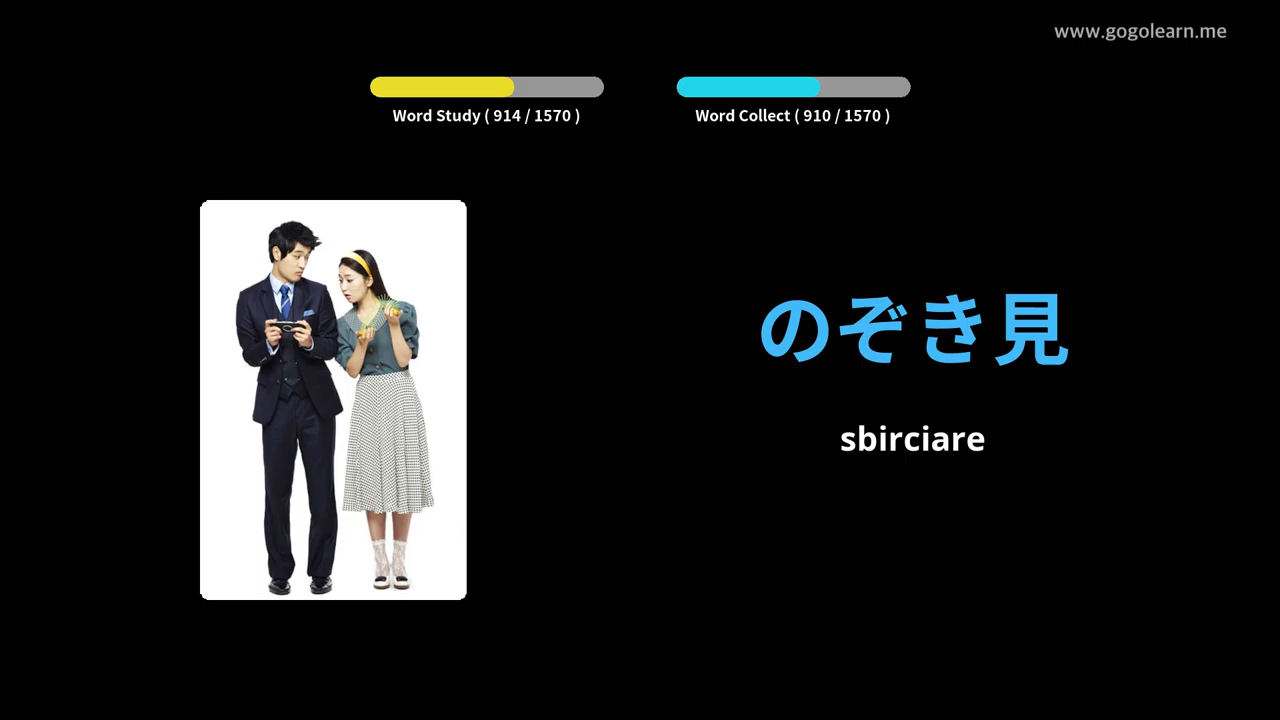 www.gogolearn.me
Word Study ( 914 / 1570 )
Word Collect ( 910 / 1570 )
のぞき見
sbirciare